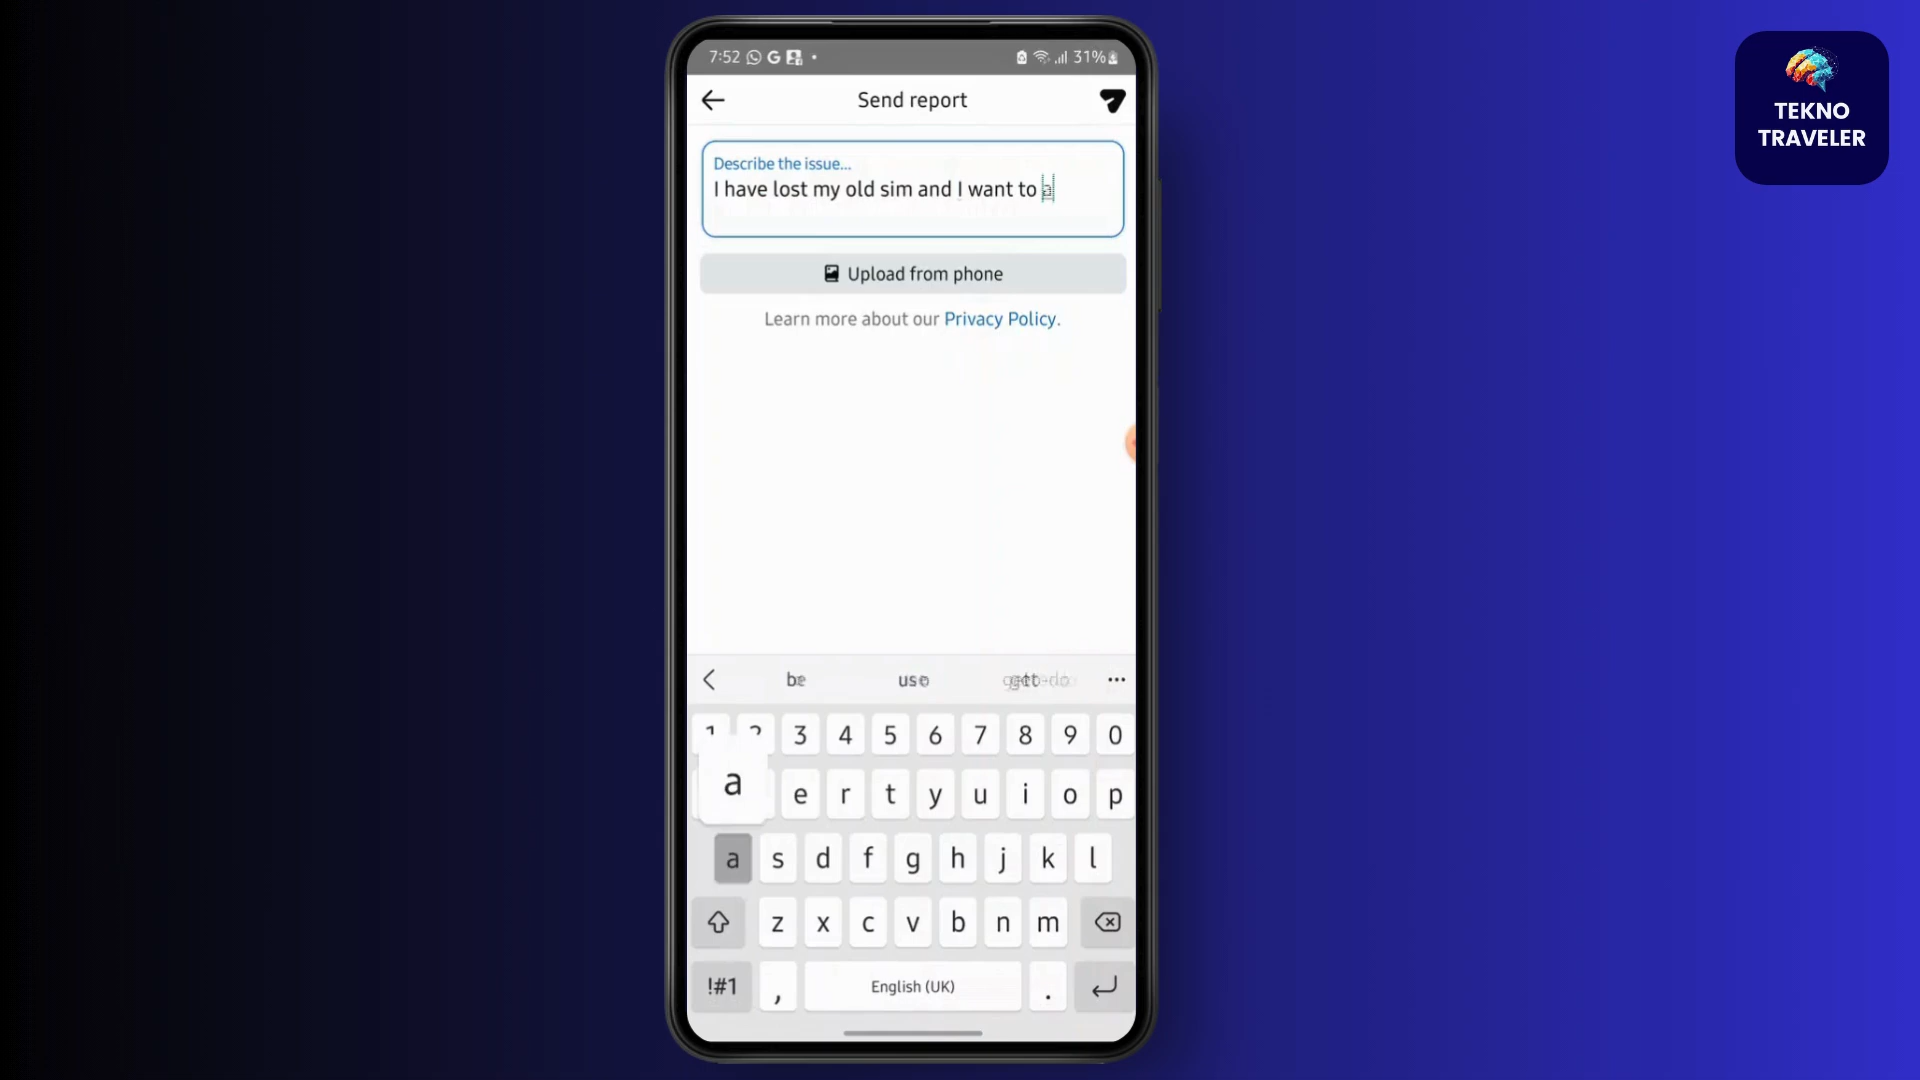 7:52 G 31%
TEKNO
TRAVELER
Send report
Describe the issue...
I have lost my old sim and I want to a
Upload from phone
Learn more about our Privacy Policy.
be use get
3 4 5 6 7 8 9 0
a e r t y u i o p
a s d f g h j k l
z x c v b n m
!#1 , English (UK) .